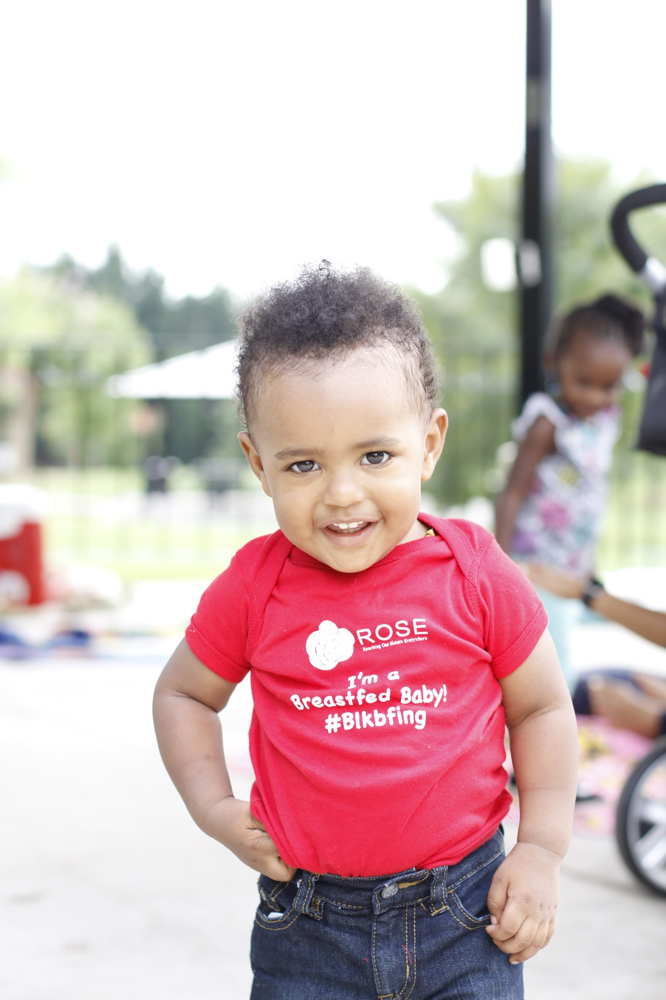 ROSE
Reaching Our Sisters Everywhere
I'm a
Breastfed Baby!
#Blkbfing